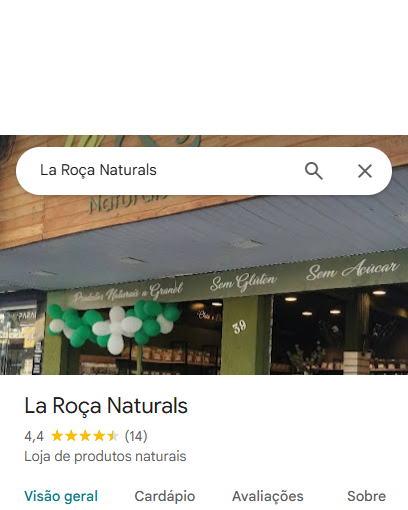 La Roça Naturals
Naturals
Produtos Naturais a Granel
Sem Glúten
Sem Açúcar
39
La Roça Naturals
4,4 (14)
Loja de produtos naturais
Visão geral Cardápio Avaliações Sobre